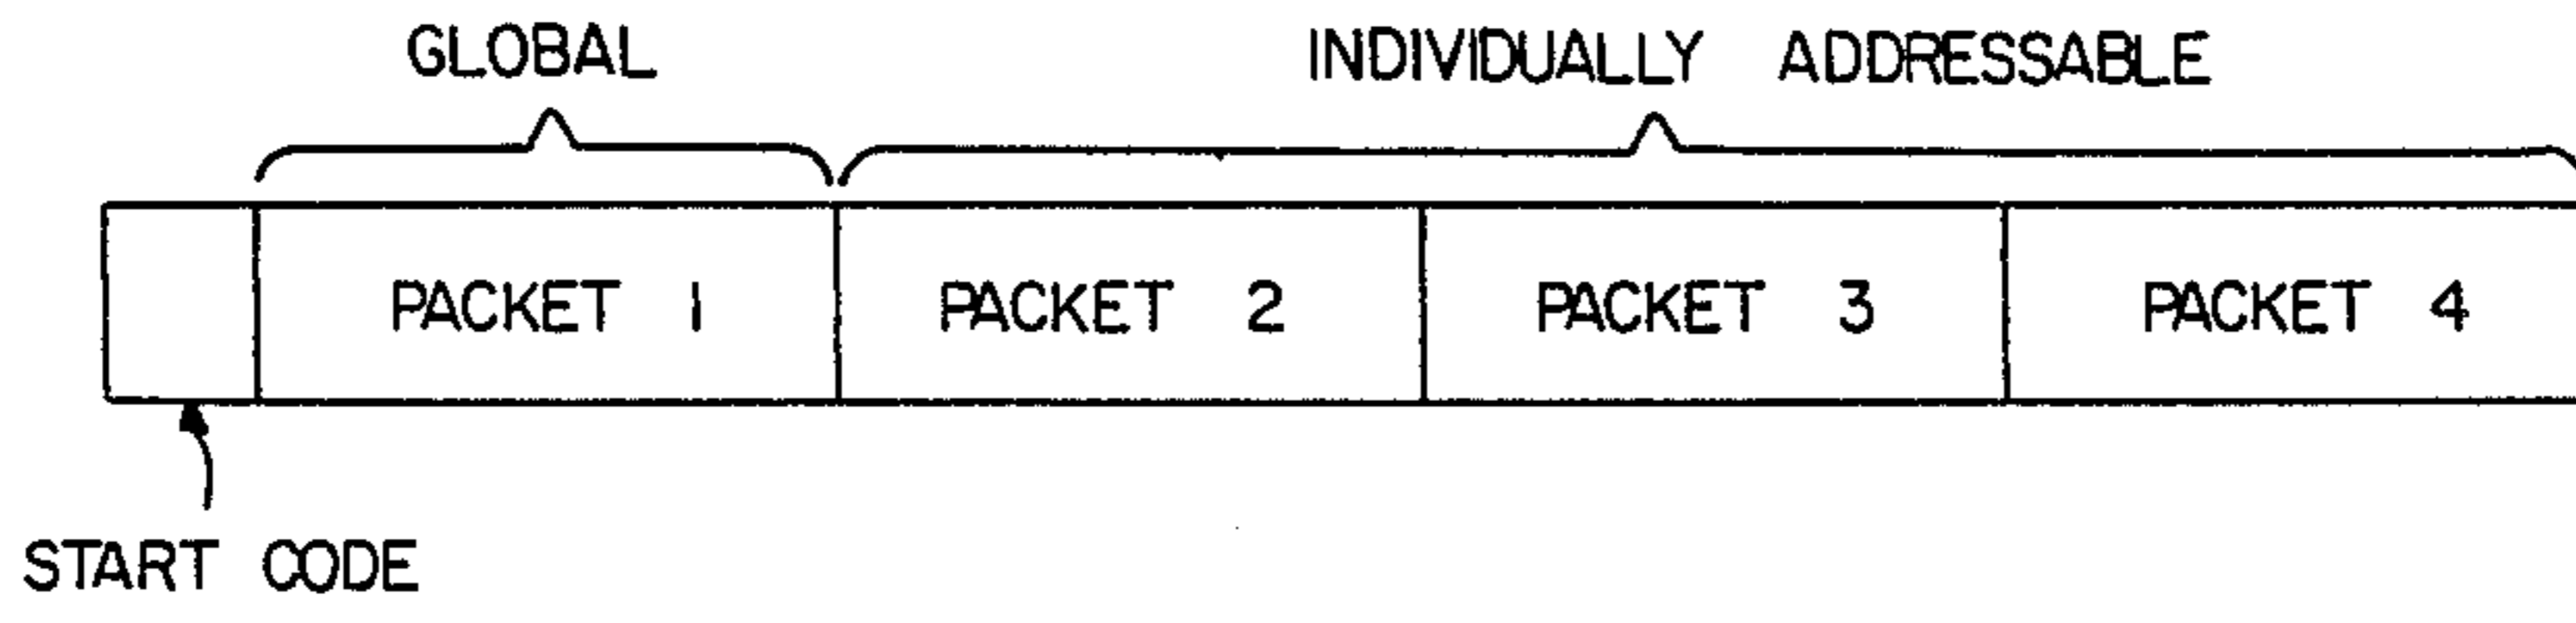 GLOBAL
INDIVIDUALLY ADDRESSABLE
PACKET 1
PACKET 2
PACKET 3
PACKET 4
START CODE